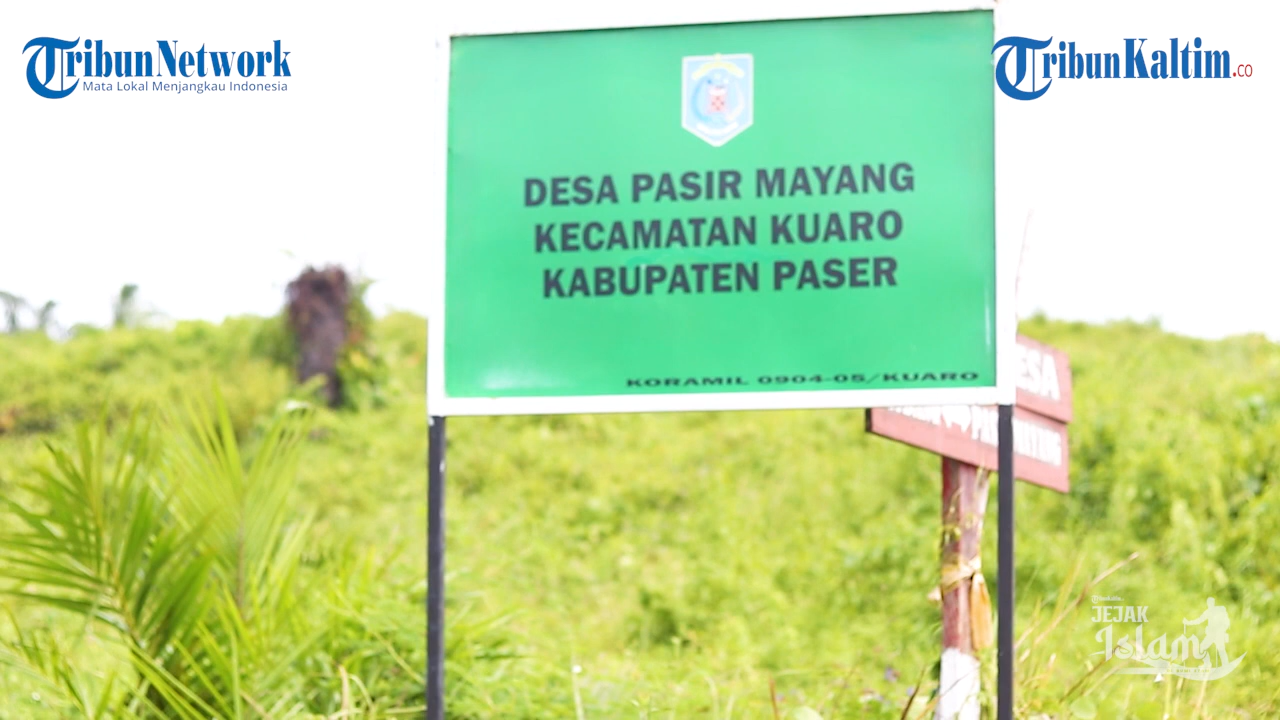 TribunNetwork
Mata Lokal Menjangkau Indonesia
TribunKaltim.CO
DESA PASIR MAYANG
KECAMATAN KUARO
KABUPATEN PASER
KORAMIL 0904-05/KUARO
DESA
JEJAK
Islam